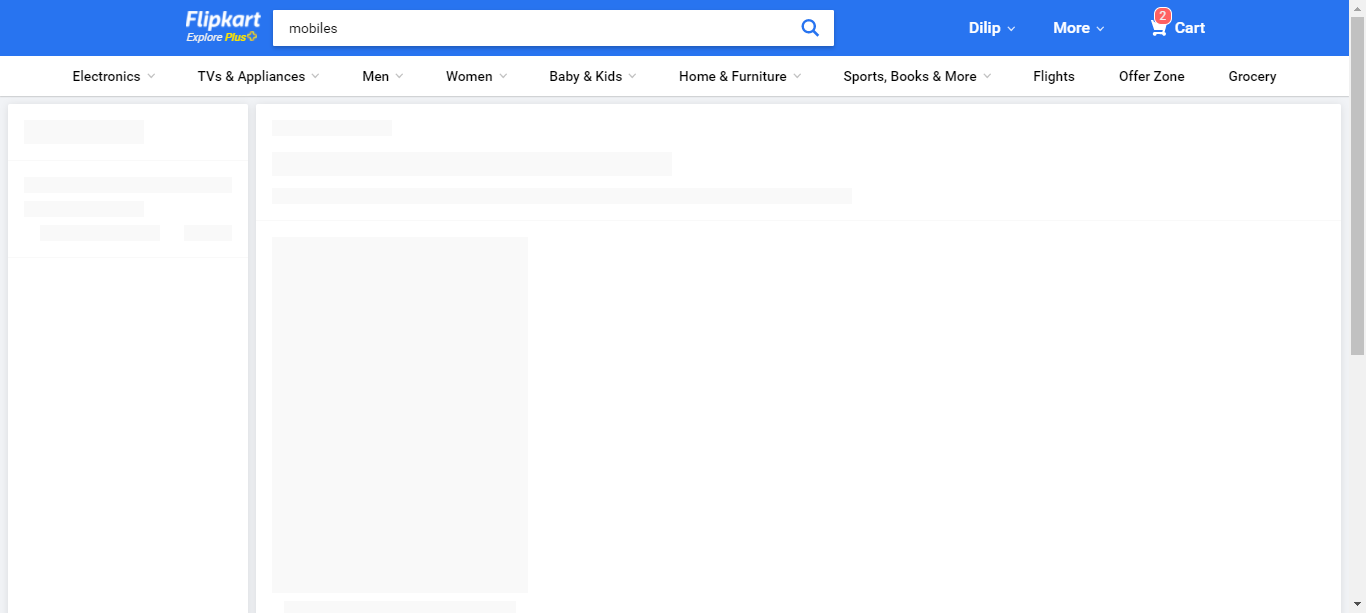 Flipkart
Explore Plus
mobiles
Dilip
More
2
Cart
Electronics
TVs & Appliances
Men
Women
Baby & Kids
Home & Furniture
Sports, Books & More
Flights
Offer Zone
Grocery